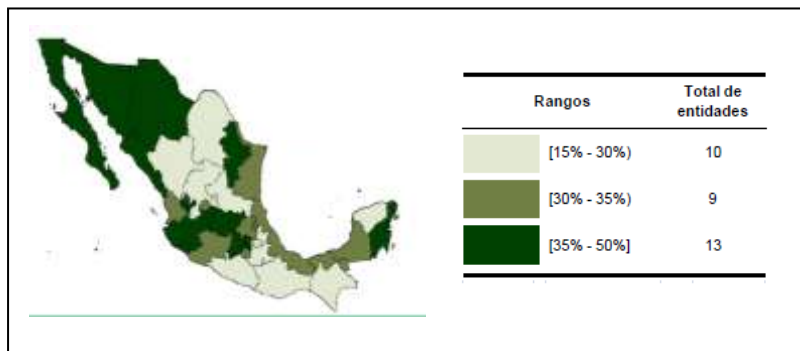 Rangos
Total de
entidades
[15% - 30%)
10
[30% - 35%)
9
[35% - 50%]
13